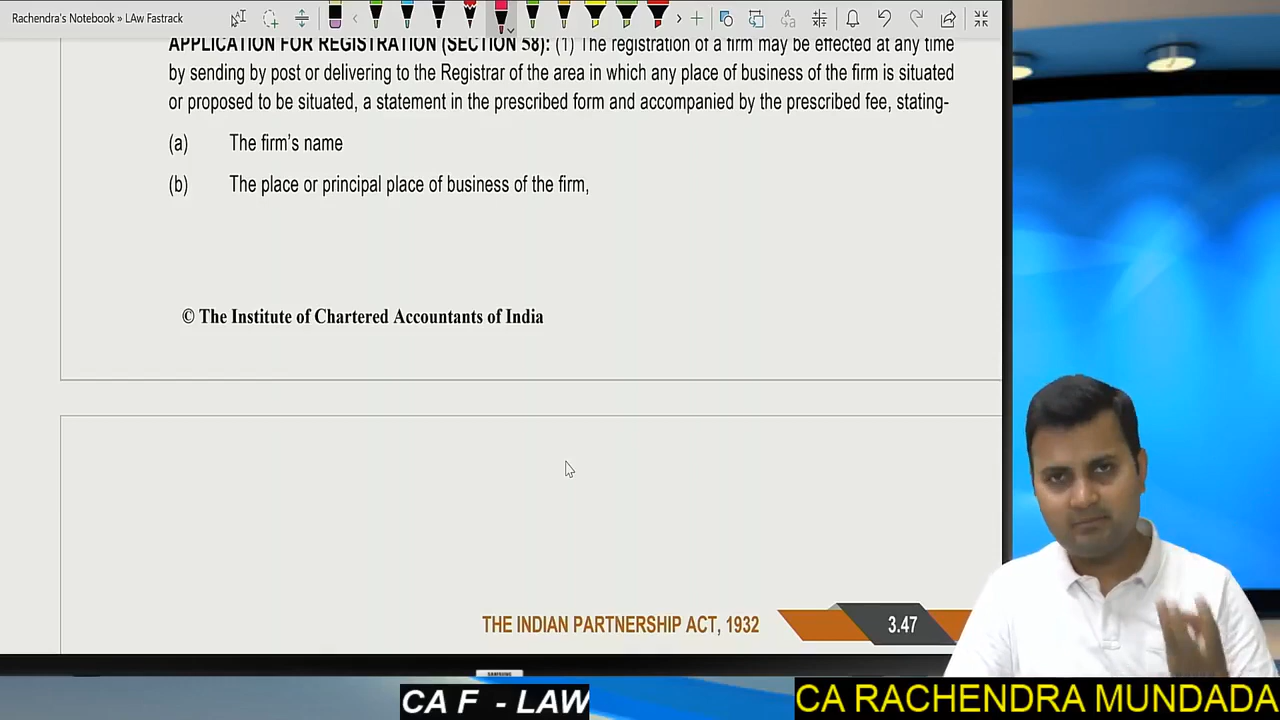 Rachendra's Notebook » LAw Fastrack
APPLICATION FOR REGISTRATION (SECTION 58): (1) The registration of a firm may be effected at any time
by sending by post or delivering to the Registrar of the area in which any place of business of the firm is situated
or proposed to be situated, a statement in the prescribed form and accompanied by the prescribed fee, stating-
(a) The firm's name
(b) The place or principal place of business of the firm,
© The Institute of Chartered Accountants of India
THE INDIAN PARTNERSHIP ACT, 1932 3.47
SAMSUNG
CA F - LAW
CA RACHENDRA MUNDADA